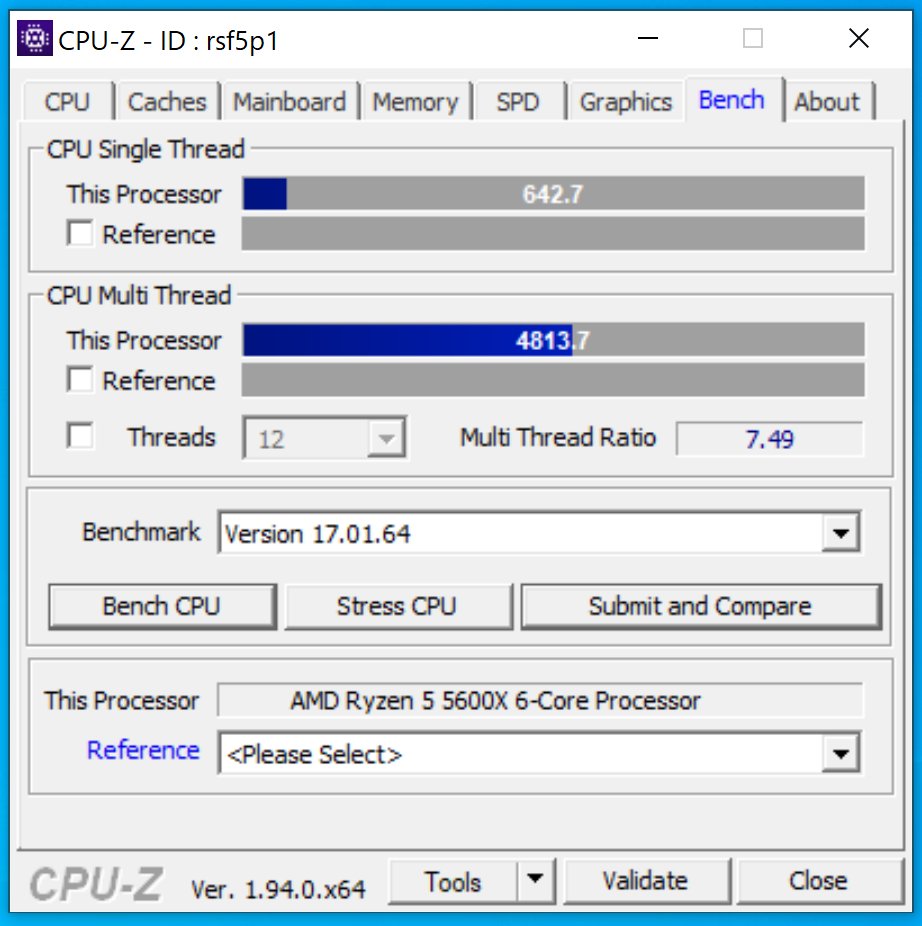 CPU-Z - ID : rsf5p1
CPU Caches Mainboard Memory SPD Graphics Bench About
CPU Single Thread
This Processor 642.7
Reference
CPU Multi Thread
This Processor 4813.7
Reference
Threads 12 Multi Thread Ratio 7.49
Benchmark Version 17.01.64
Bench CPU Stress CPU Submit and Compare
This Processor AMD Ryzen 5 5600X 6-Core Processor
Reference <Please Select>
CPU-Z Ver. 1.94.0.x64 Tools Validate Close